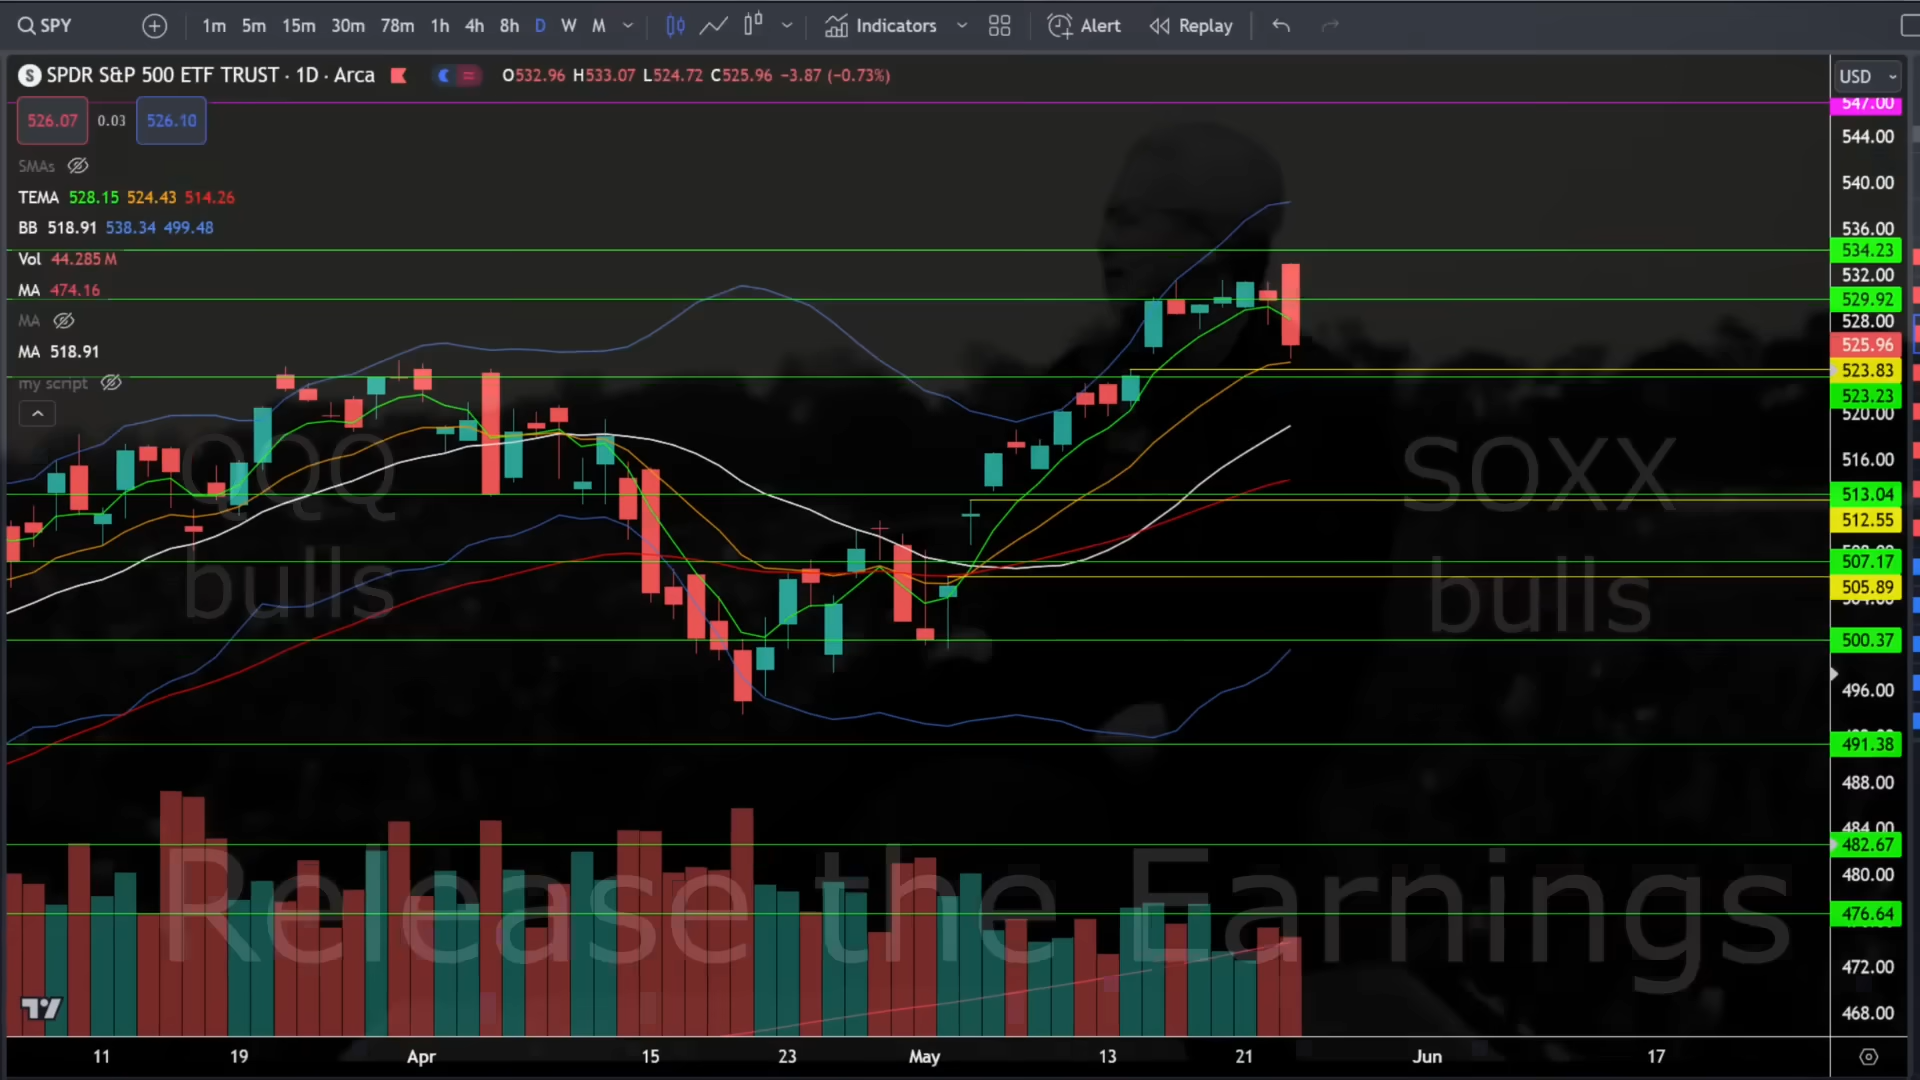 SPY 1m 5m 15m 30m 78m 1h 4h 8h D W M Indicators Alert Replay
S SPDR S&P 500 ETF TRUST · 1D · Arca O532.96 H533.07 L524.72 C525.96 −3.87 (−0.73%) USD
526.07 0.03 526.10
SMAs
TEMA 528.15 524.43 514.26
BB 518.91 538.34 499.48
Vol 44.285 M
MA 474.16
MA
MA 518.91
my script
547.00
544.00
540.00
536.00
534.23
532.00
529.92
528.00
525.96
523.83
523.23
520.00
516.00
513.04
512.55
507.17
505.89
500.37
496.00
491.38
488.00
484.00
482.67
480.00
476.64
472.00
468.00
QQQ
bulls
SOXX
bulls
Release the Earnings
11 19 Apr 15 23 May 13 21 Jun 17